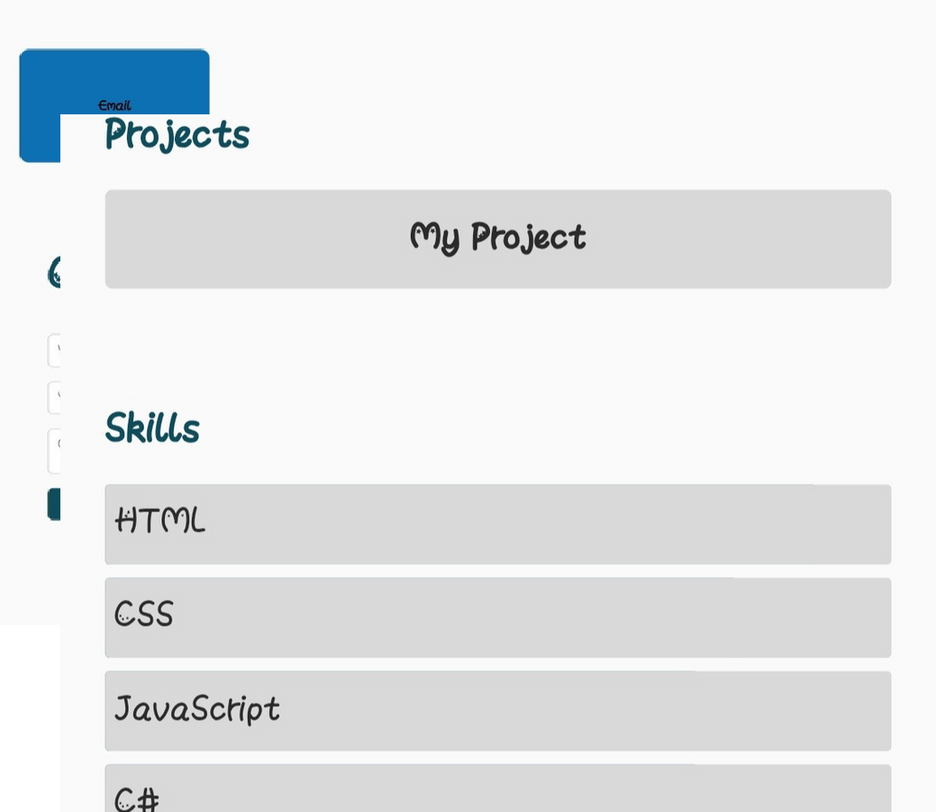 Email
Projects
My Project
Skills
HTML
CSS
JavaScript
C#